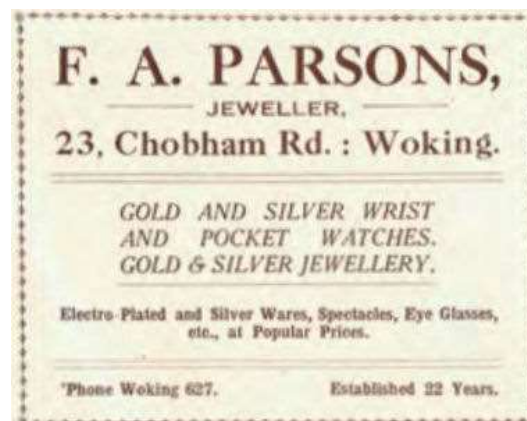 F. A. PARSONS,
JEWELLER,
23, Chobham Rd. : Woking.
GOLD AND SILVER WRIST
AND POCKET WATCHES.
GOLD & SILVER JEWELLERY.
Electro-Plated and Silver Wares, Spectacles, Eye Glasses,
etc., at Popular Prices.
'Phone Woking 627. Established 22 Years.